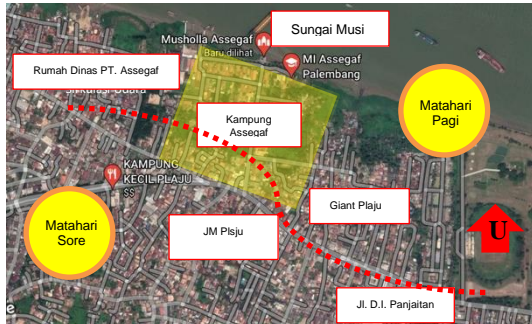 Sungai Musi
Musholla Assegaf
Baru dilihat
MI Assegaf
Palembang
Rumah Dinas PT. Assegaf
Matahari
Pagi
Kampung
Assegaf
KAMPUNG
KECIL PLAJU
$$
Giant Plaju
U
Matahari
Sore
JM Plsju
Jl. D.I. Panjaitan
e